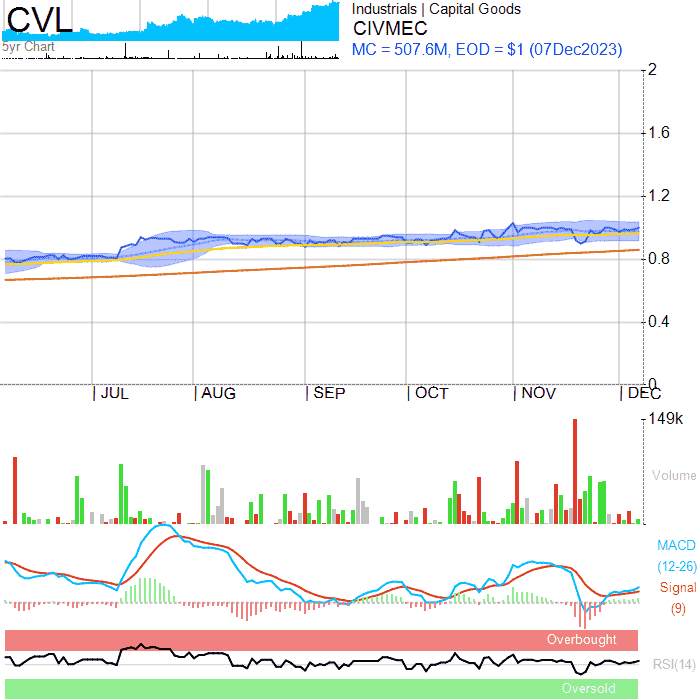 CVL
5yr Chart
Industrials | Capital Goods
CIVMEC
MC = 507.6M, EOD = $1 (07Dec2023)
2
1.6
1.2
0.8
0.4
0
JUL AUG SEP OCT NOV DEC
149k
Volume
MACD
(12-26)
Signal
(9)
Overbought
RSI(14)
Oversold